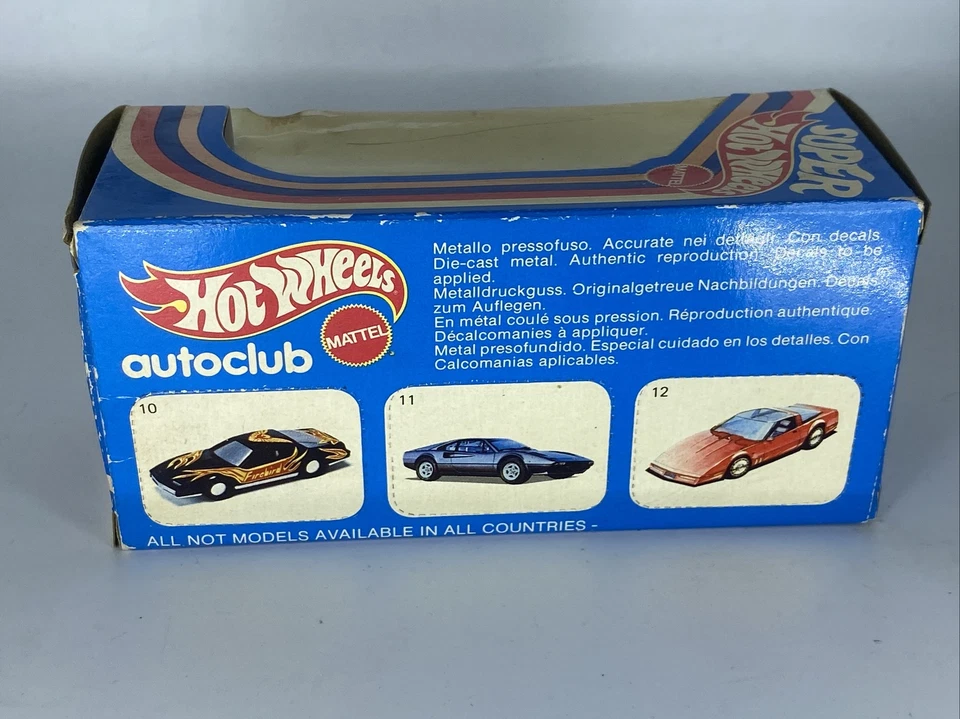 SUPER
HOT WHEELS
MATTEL
HOT WHEELS
MATTEL
autoclub
Metallo pressofuso. Accurate nei dettagli. Con decals.
Die-cast metal. Authentic reproduction. Decals to be
applied.
Metalldruckguss. Originalgetreue Nachbildungen. Decals
zum Auflegen.
En métal coulé sous pression. Réproduction authentique.
Décalcomanies à appliquer.
Metal presofundido. Especial cuidado en los detalles. Con
Calcomanias aplicables.
10
Firebird
11
12
ALL NOT MODELS AVAILABLE IN ALL COUNTRIES -